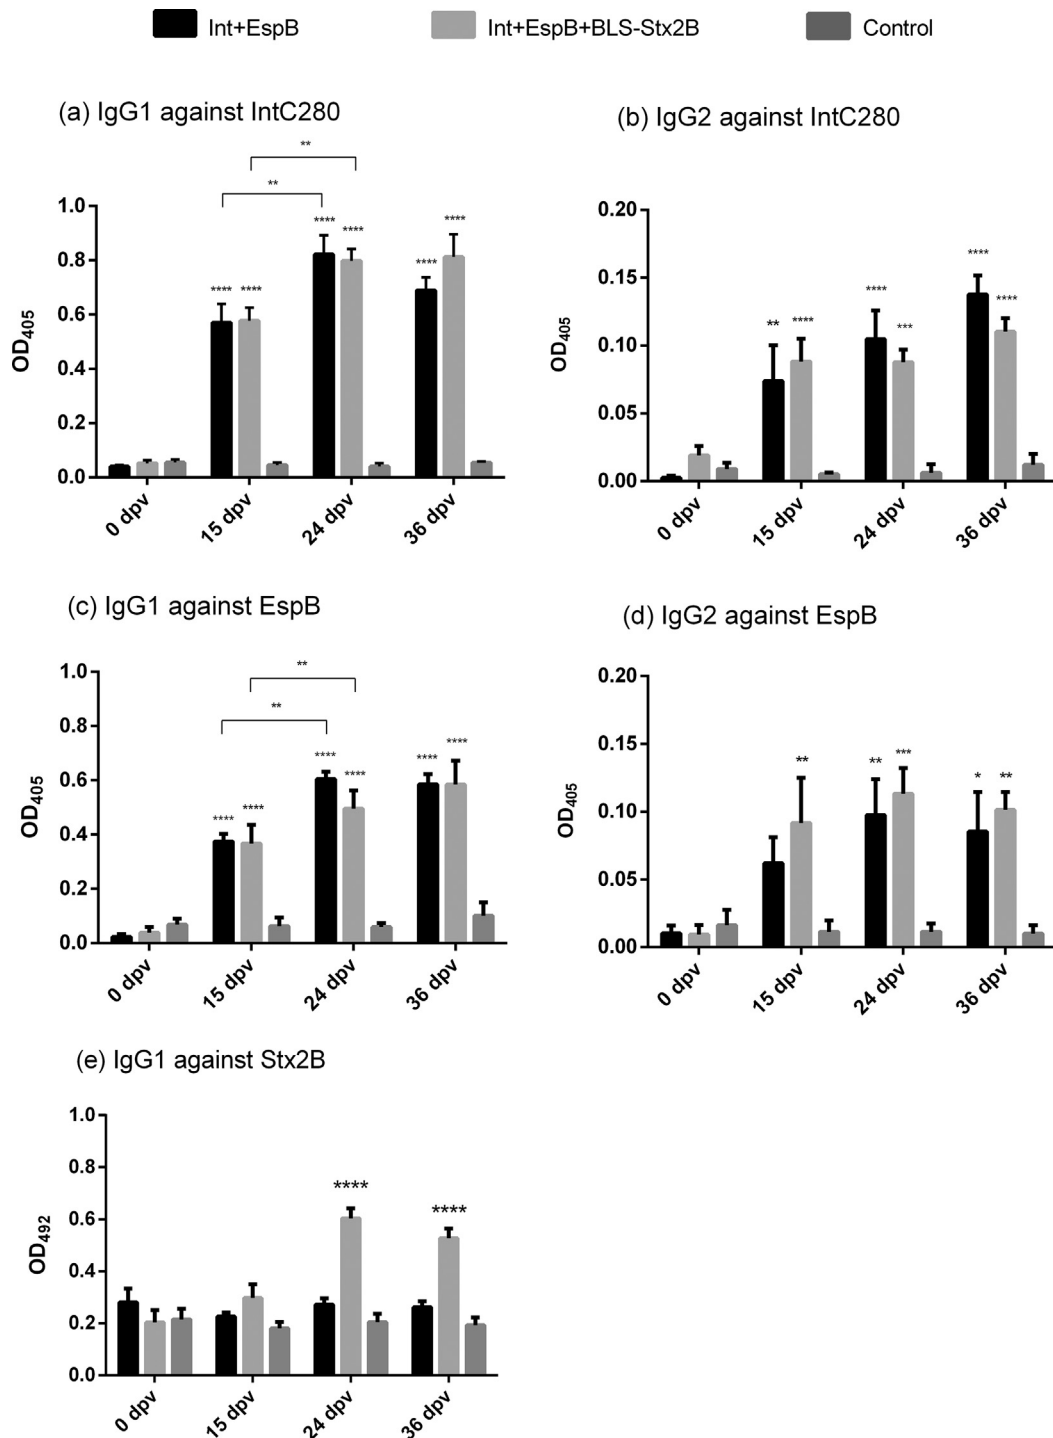 Int+EspB Int+EspB+BLS-Stx2B Control
(a) IgG1 against IntC280
**
**
1.0
0.8
0.6
0.4
0.2
0.0
OD405
**** ****
**** ****
**** ****
0 dpv 15 dpv 24 dpv 36 dpv
(b) IgG2 against IntC280
0.20
0.15
0.10
0.05
0.00
OD405
** ****
**** ***
**** ****
0 dpv 15 dpv 24 dpv 36 dpv
(c) IgG1 against EspB
**
**
1.0
0.8
0.6
0.4
0.2
0.0
OD405
**** ****
**** ****
**** ****
0 dpv 15 dpv 24 dpv 36 dpv
(d) IgG2 against EspB
0.20
0.15
0.10
0.05
0.00
OD405
**
** ***
* **
0 dpv 15 dpv 24 dpv 36 dpv
(e) IgG1 against Stx2B
1.0
0.8
0.6
0.4
0.2
0.0
OD492
****
****
0 dpv 15 dpv 24 dpv 36 dpv